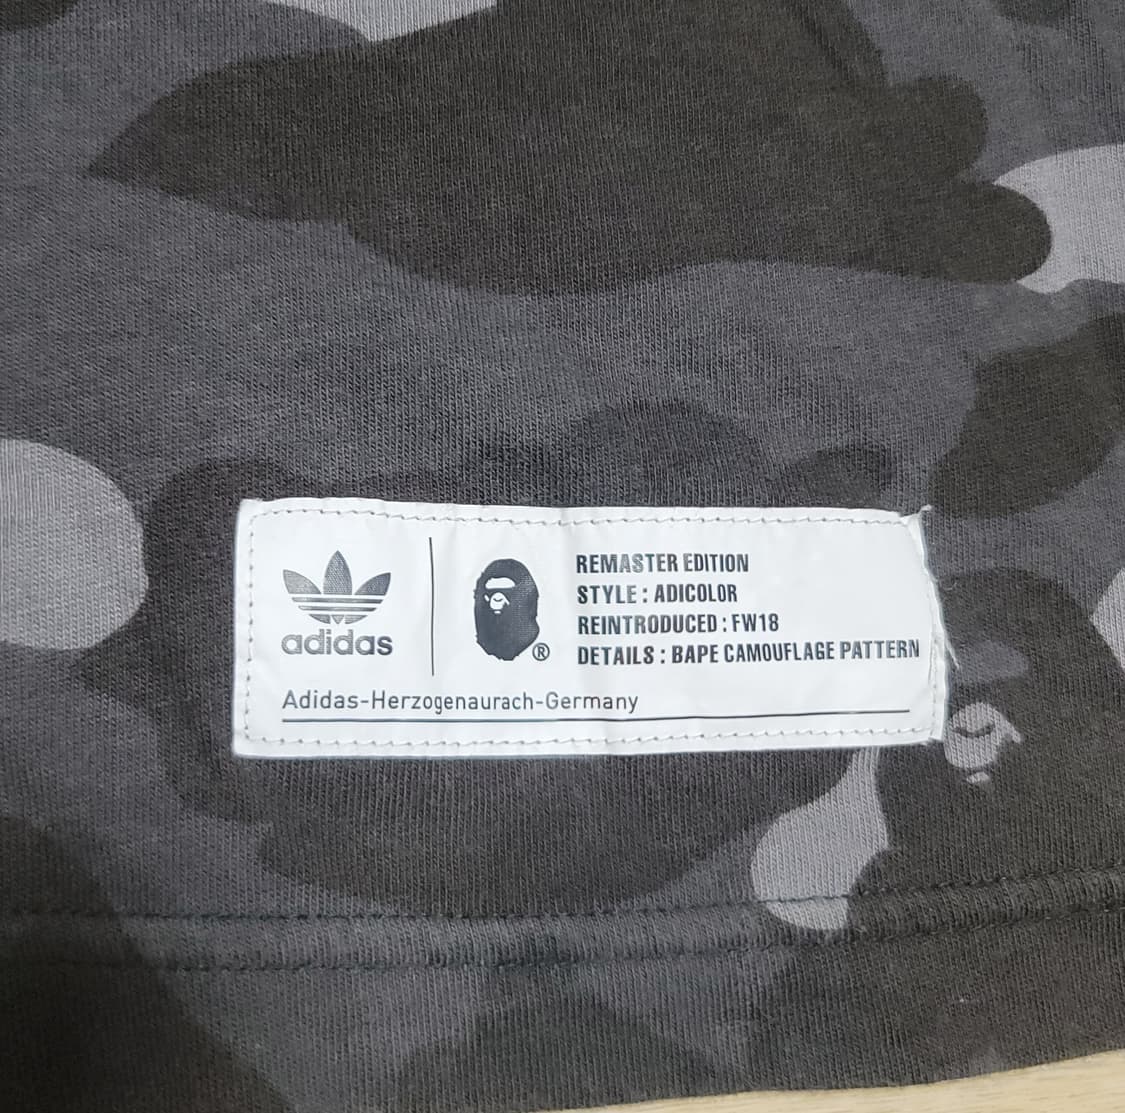 adidas
®
REMASTER EDITION
STYLE : ADICOLOR
REINTRODUCED : FW18
DETAILS : BAPE CAMOUFLAGE PATTERN
Adidas-Herzogenaurach-Germany